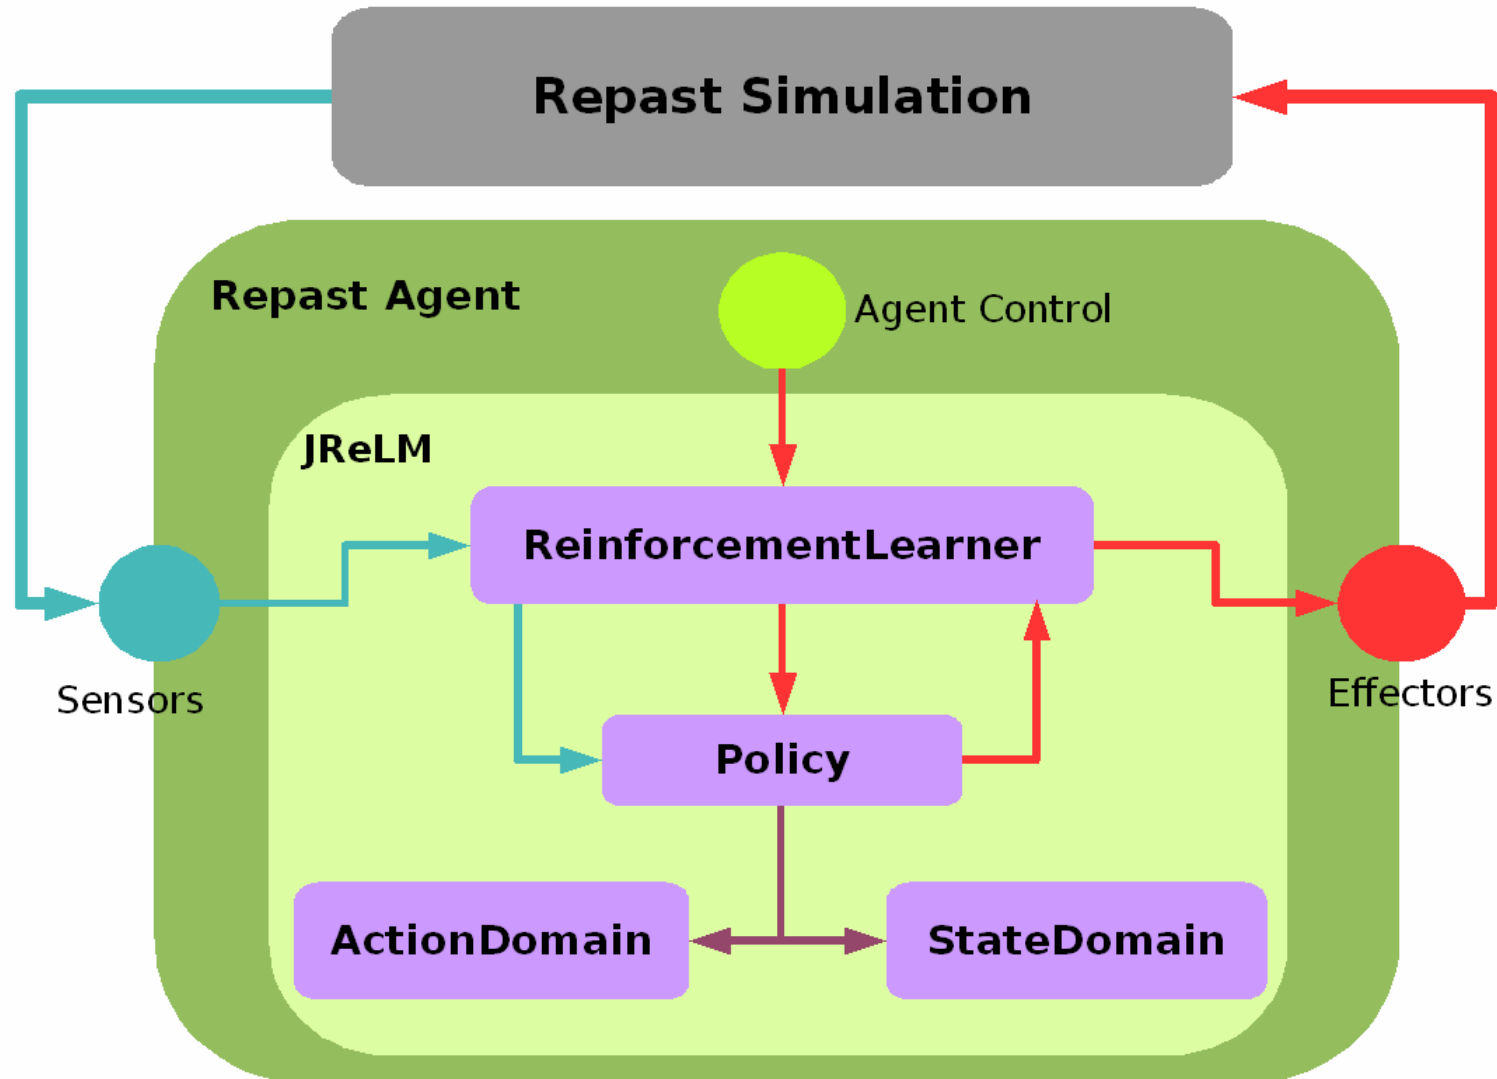 Repast Simulation
Repast Agent
Agent Control
JReLM
ReinforcementLearner
Sensors
Effectors
Policy
ActionDomain
StateDomain